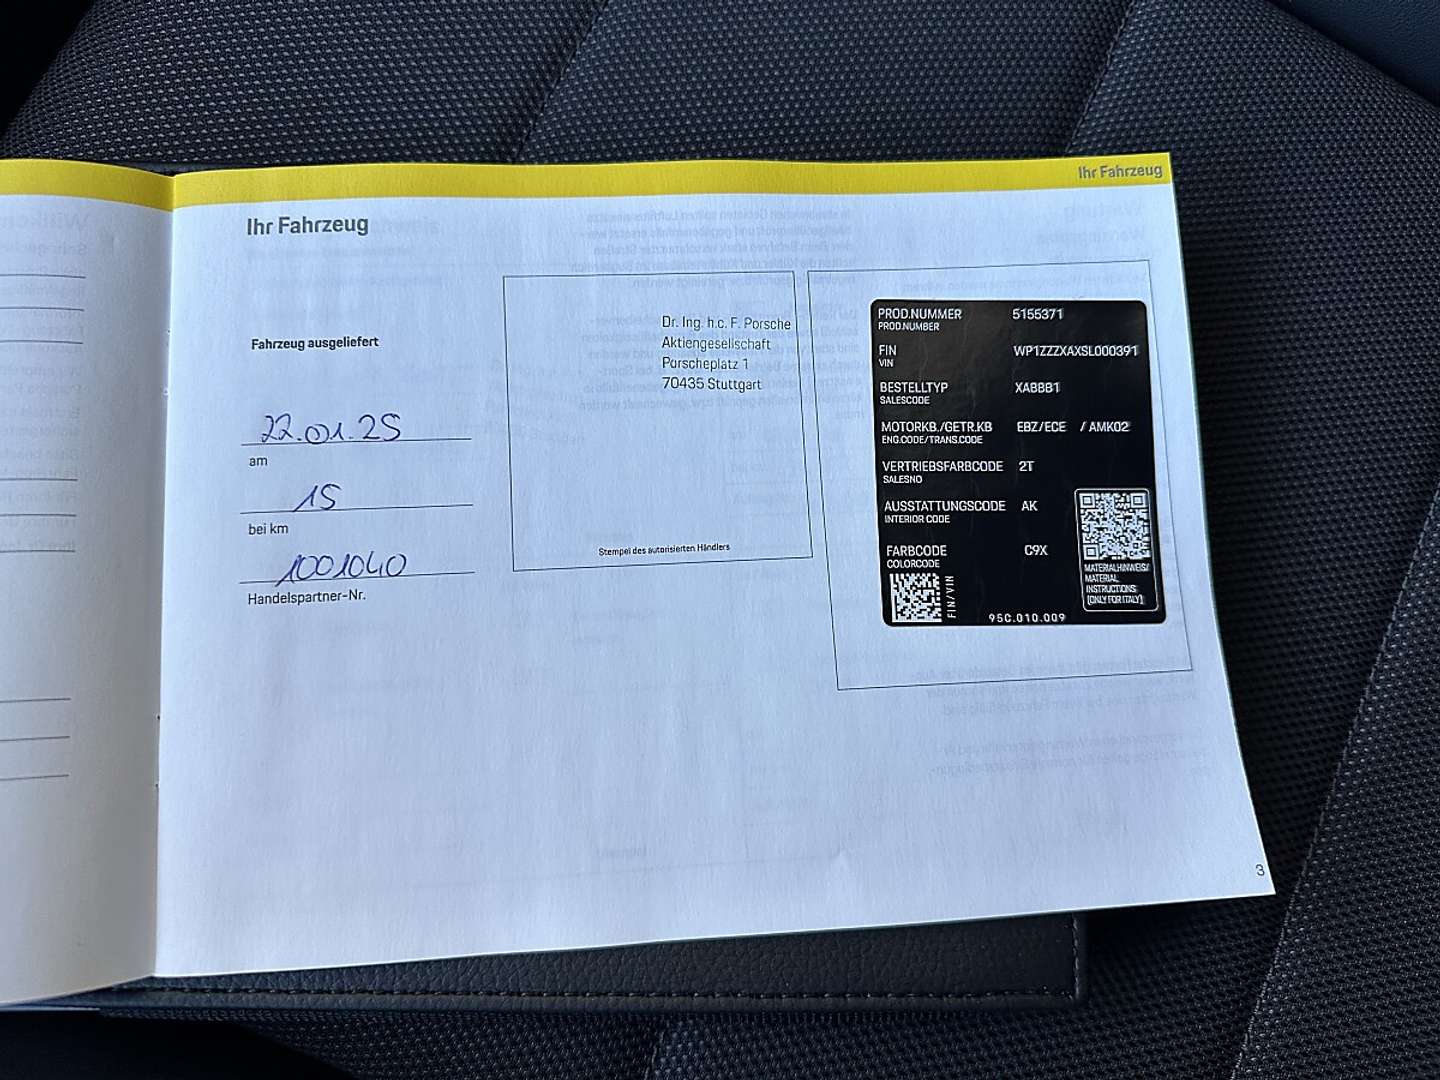 Ihr Fahrzeug
Ihr Fahrzeug
Fahrzeug ausgeliefert
22.01.25
am
15
bei km
1001040
Handelspartner-Nr.
Dr. Ing. h.c. F. Porsche
Aktiengesellschaft
Porscheplatz 1
70435 Stuttgart
Stempel des autorisierten Händlers
PROD.NUMMER 5155371
PROD.NUMBER
FIN WP1ZZZXAXSL000391
VIN
BESTELLTYP XABBB1
SALESCODE
MOTORKB./GETR.KB EBZ/ECE / AMK02
ENG.CODE/TRANS.CODE
VERTRIEBSFARBCODE 2T
SALESNO
AUSSTATTUNGSCODE AK
INTERIOR CODE
FARBCODE C9X
COLORCODE
FIN/VIN
MATERIALHINWEIS/
MATERIAL
INSTRUCTIONS
[ONLY FOR ITALY]
95C.010.009
3